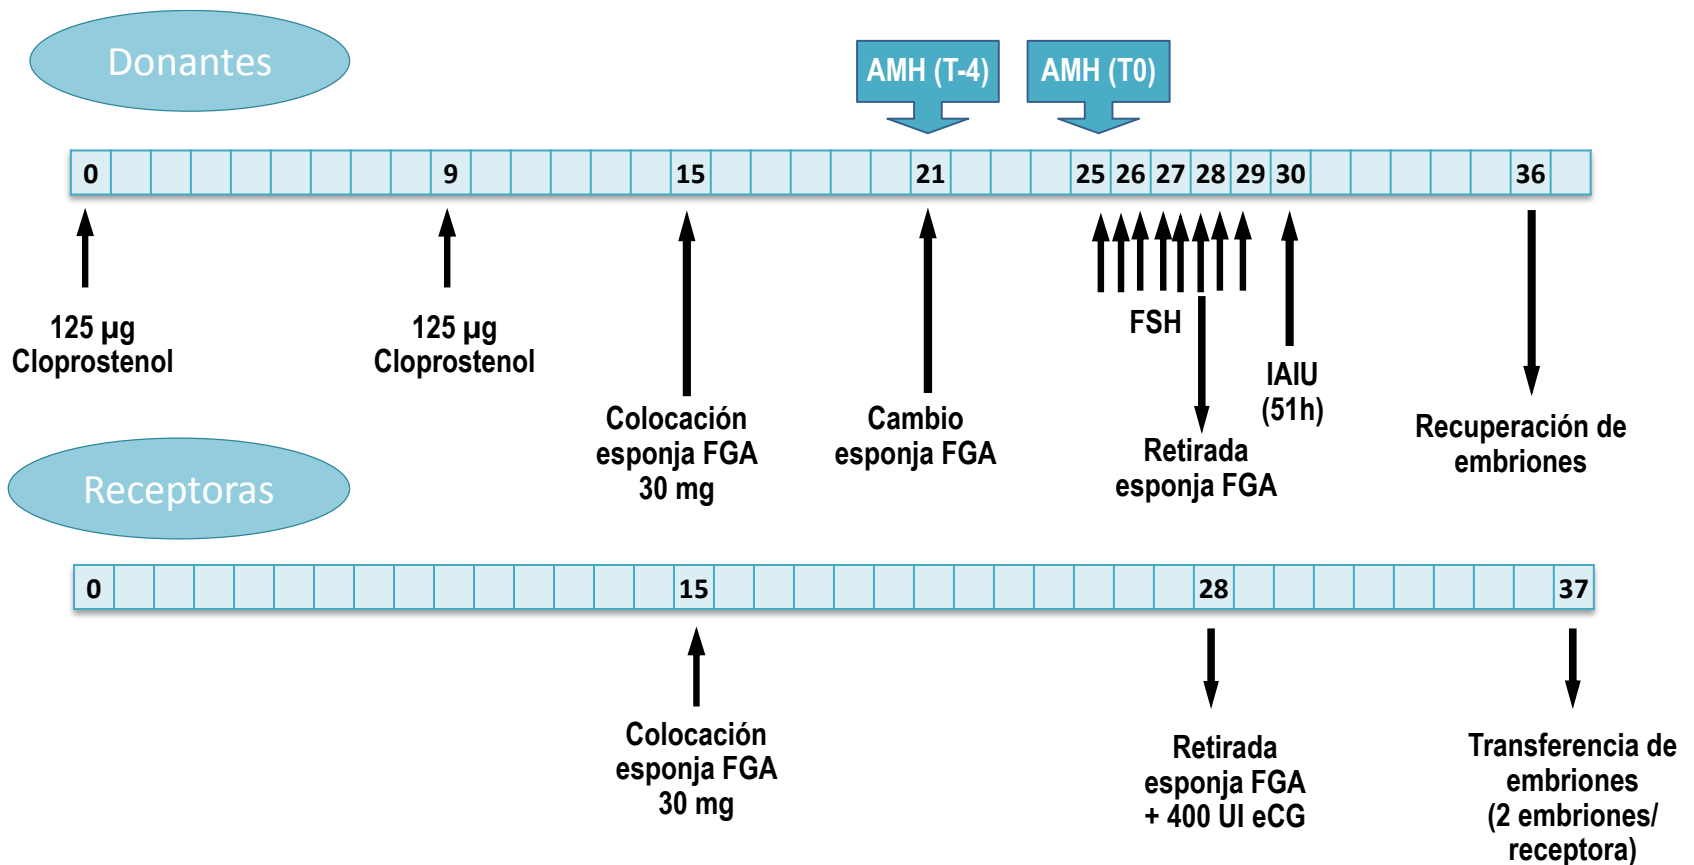 Donantes
AMH (T-4)
AMH (T0)
0 9 15 21 25 26 27 28 29 30 36
125 µg
Cloprostenol
125 µg
Cloprostenol
Colocación
esponja FGA
30 mg
Cambio
esponja FGA
FSH
Retirada
esponja FGA
IAIU
(51h)
Recuperación de
embriones
Receptoras
0 15 28 37
Colocación
esponja FGA
30 mg
Retirada
esponja FGA
+ 400 UI eCG
Transferencia de
embriones
(2 embriones/
receptora)